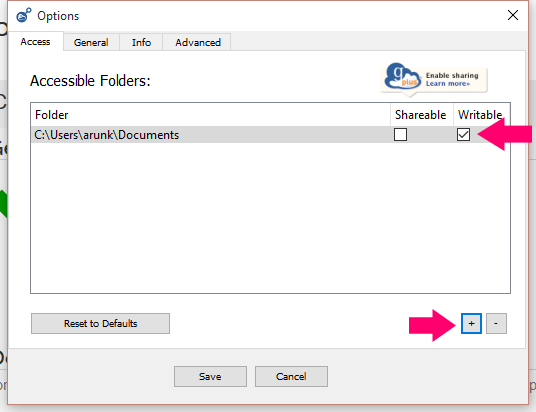 Options
Access General Info Advanced
Accessible Folders:
g
plus
Enable sharing
Learn more+
Folder Shareable Writable
C:\Users\arunk\Documents
Reset to Defaults + -
Save Cancel